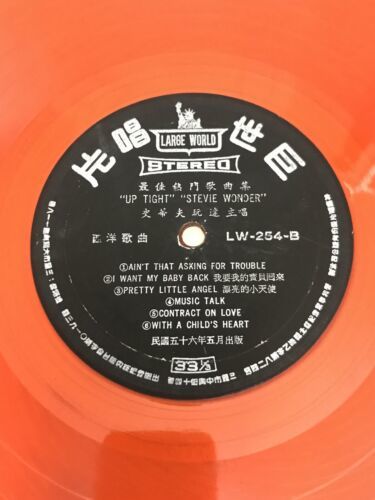 巨世唱片
LARGE WORLD
STEREO
最佳熱門歌曲集
"UP TIGHT" "STEVIE WONDER"
史蒂夫玩達主唱
西洋歌曲
LW-254-B
①AIN'T THAT ASKING FOR TROUBLE
②I WANT MY BABY BACK 我要我的寶貝回來
③PRETTY LITTLE ANGEL 漂亮的小天使
④MUSIC TALK
⑤CONTRACT ON LOVE
⑥WITH A CHILD'S HEART
民國五十六年五月出版
33⅓